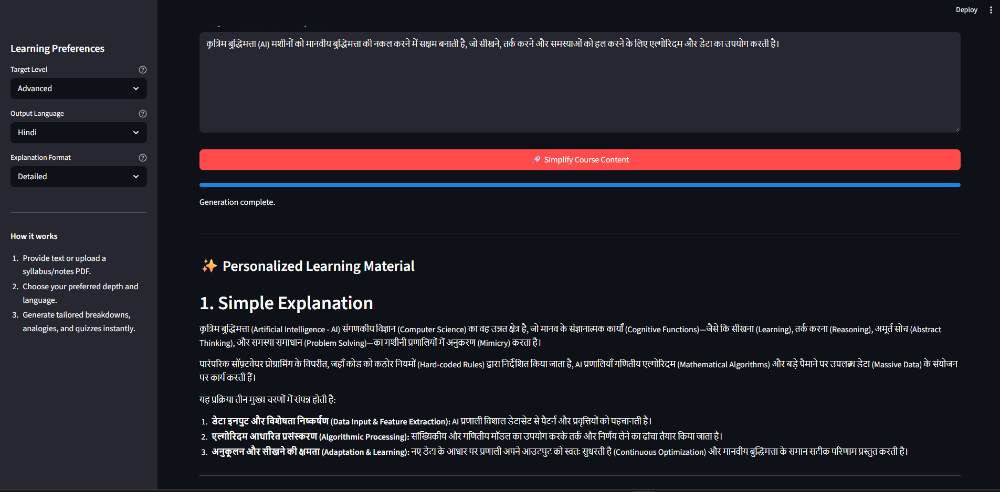 Deploy
Learning Preferences
Target Level
Advanced
Output Language
Hindi
Explanation Format
Detailed
How it works
1. Provide text or upload a
syllabus/notes PDF.
2. Choose your preferred depth and
language.
3. Generate tailored breakdowns,
analogies, and quizzes instantly.
कृत्रिम बुद्धिमत्ता (AI) मशीनों को मानवीय बुद्धिमत्ता की नकल करने में सक्षम बनाती है, जो सीखने, तर्क करने और समस्याओं को हल करने के लिए एल्गोरिदम और डेटा का उपयोग करती है।
🚀 Simplify Course Content
Generation complete.
✨ Personalized Learning Material
1. Simple Explanation
कृत्रिम बुद्धिमत्ता (Artificial Intelligence - AI) संगणकीय विज्ञान (Computer Science) का वह उन्नत क्षेत्र है, जो मानव के संज्ञानात्मक कार्यों (Cognitive Functions)—जैसे कि सीखना (Learning), तर्क करना (Reasoning), अमूर्त सोच (Abstract
Thinking), और समस्या समाधान (Problem Solving)—का मशीनी प्रणालियों में अनुकरण (Mimicry) करता है।
पारंपरिक सॉफ़्टवेयर प्रोग्रामिंग के विपरीत, जहाँ कोड को कठोर नियमों (Hard-coded Rules) द्वारा निर्देशित किया जाता है, AI प्रणालियाँ गणितीय एल्गोरिदम (Mathematical Algorithms) और बड़े पैमाने पर उपलब्ध डेटा (Massive Data) के संयोजन
पर कार्य करती हैं।
यह प्रक्रिया तीन मुख्य चरणों में संपन्न होती है:
1. डेटा इनपुट और विशेषता निष्कर्षण (Data Input & Feature Extraction): AI प्रणाली विशाल डेटासेट से पैटर्न और प्रवृत्तियों को पहचानती है।
2. एल्गोरिदम आधारित प्रसंस्करण (Algorithmic Processing): सांख्यिकीय और गणितीय मॉडल का उपयोग करके तर्क और निर्णय लेने का ढांचा तैयार किया जाता है।
3. अनुकूलन और सीखने की क्षमता (Adaptation & Learning): नए डेटा के आधार पर प्रणाली अपने आउटपुट को स्वतः सुधरती है (Continuous Optimization) और मानवीय बुद्धिमत्ता के समान सटीक परिणाम प्रस्तुत करती है।